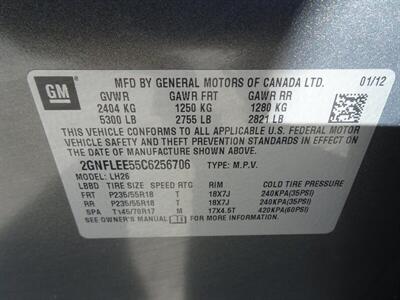 GM
MFD BY GENERAL MOTORS OF CANADA LTD. 01/12
GVWR GAWR FRT GAWR RR
2404 KG 1250 KG 1280 KG
5300 LB 2755 LB 2821 LB
THIS VEHICLE CONFORMS TO ALL APPLICABLE U.S. FEDERAL MOTOR
VEHICLE SAFETY AND THEFT PREVENTION STANDARDS IN EFFECT ON
THE DATE OF MANUFACTURE SHOWN ABOVE.
2GNFLEE55C6256706 TYPE: M.P.V.
MODEL: LH26
LBBD TIRE SIZE SPEED RTG RIM COLD TIRE PRESSURE
FRT P235/55R18 T 18X7J 240KPA(35PSI)
RR P235/55R18 T 18X7J 240KPA(35PSI)
SPA T145/70R17 M 17X4.5T 420KPA(60PSI)
SEE OWNER'S MANUAL FOR MORE INFORMATION.